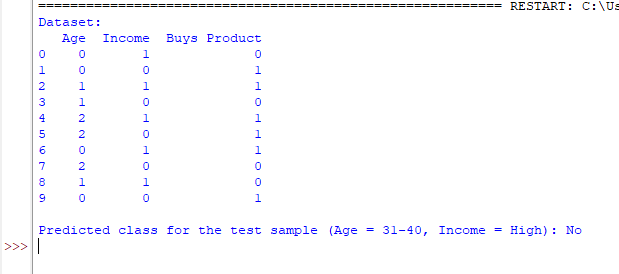 ============================================================== RESTART: C:\Us
Dataset:
Age Income Buys Product
0 0 1 0
1 0 0 1
2 1 1 1
3 1 0 0
4 2 1 1
5 2 0 1
6 0 1 1
7 2 0 0
8 1 1 0
9 0 0 1
Predicted class for the test sample (Age = 31-40, Income = High): No
>>>